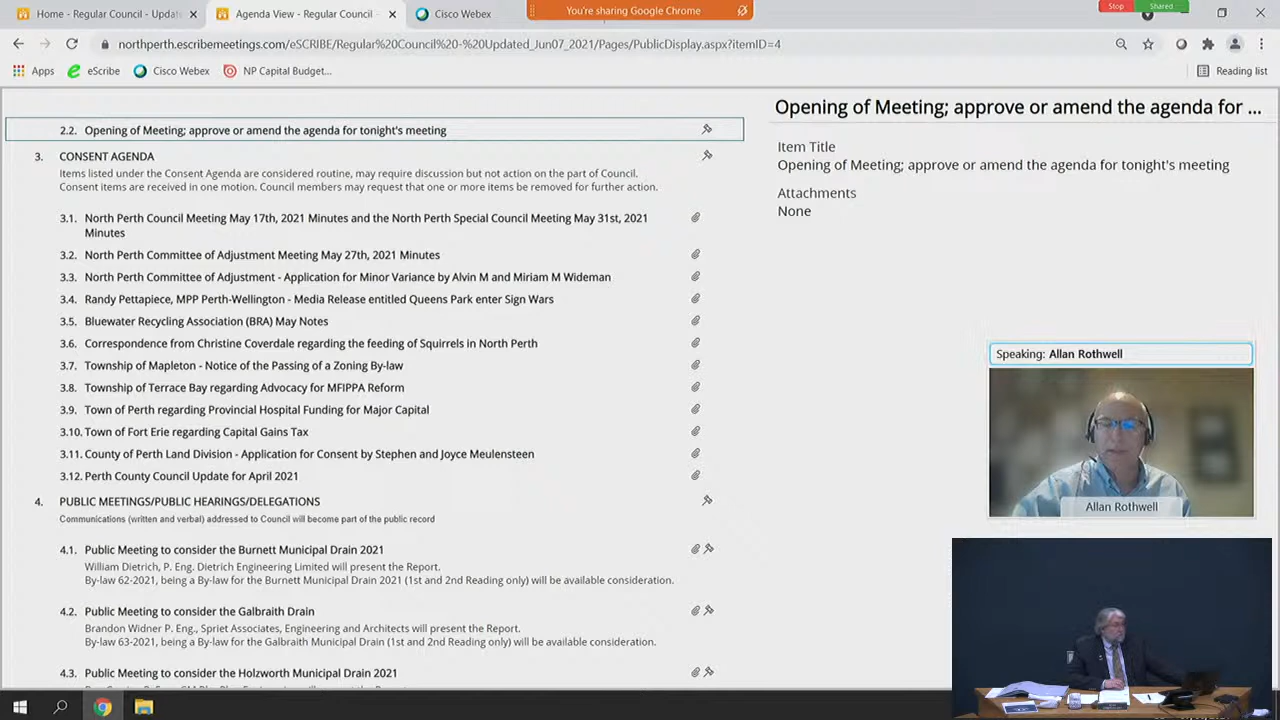 Home - Regular Council - Update
Agenda View - Regular Council -
Cisco Webex
You're sharing Google Chrome
Stop
Shared
northperth.escribemeetings.com/eSCRIBE/Regular%20Council%20-%20Updated_Jun07_2021/Pages/PublicDisplay.aspx?itemID=4
Apps
eScribe
Cisco Webex
NP Capital Budget...
Reading list
2.2. Opening of Meeting; approve or amend the agenda for tonight's meeting
3. CONSENT AGENDA
Items listed under the Consent Agenda are considered routine, may require discussion but not action on the part of Council.
Consent items are received in one motion. Council members may request that one or more items be removed for further action.
3.1. North Perth Council Meeting May 17th, 2021 Minutes and the North Perth Special Council Meeting May 31st, 2021
Minutes
3.2. North Perth Committee of Adjustment Meeting May 27th, 2021 Minutes
3.3. North Perth Committee of Adjustment - Application for Minor Variance by Alvin M and Miriam M Wideman
3.4. Randy Pettapiece, MPP Perth-Wellington - Media Release entitled Queens Park enter Sign Wars
3.5. Bluewater Recycling Association (BRA) May Notes
3.6. Correspondence from Christine Coverdale regarding the feeding of Squirrels in North Perth
3.7. Township of Mapleton - Notice of the Passing of a Zoning By-law
3.8. Township of Terrace Bay regarding Advocacy for MFIPPA Reform
3.9. Town of Perth regarding Provincial Hospital Funding for Major Capital
3.10. Town of Fort Erie regarding Capital Gains Tax
3.11. County of Perth Land Division - Application for Consent by Stephen and Joyce Meulensteen
3.12. Perth County Council Update for April 2021
4. PUBLIC MEETINGS/PUBLIC HEARINGS/DELEGATIONS
Communications (written and verbal) addressed to Council will become part of the public record
4.1. Public Meeting to consider the Burnett Municipal Drain 2021
William Dietrich, P. Eng. Dietrich Engineering Limited will present the Report.
By-law 62-2021, being a By-law for the Burnett Municipal Drain 2021 (1st and 2nd Reading only) will be available consideration.
4.2. Public Meeting to consider the Galbraith Drain
Brandon Widner P. Eng., Spriet Associates, Engineering and Architects will present the Report.
By-law 63-2021, being a By-law for the Galbraith Municipal Drain (1st and 2nd Reading only) will be available consideration.
4.3. Public Meeting to consider the Holzworth Municipal Drain 2021
Opening of Meeting; approve or amend the agenda for ...
Item Title
Opening of Meeting; approve or amend the agenda for tonight's meeting
Attachments
None
Speaking: Allan Rothwell
Allan Rothwell